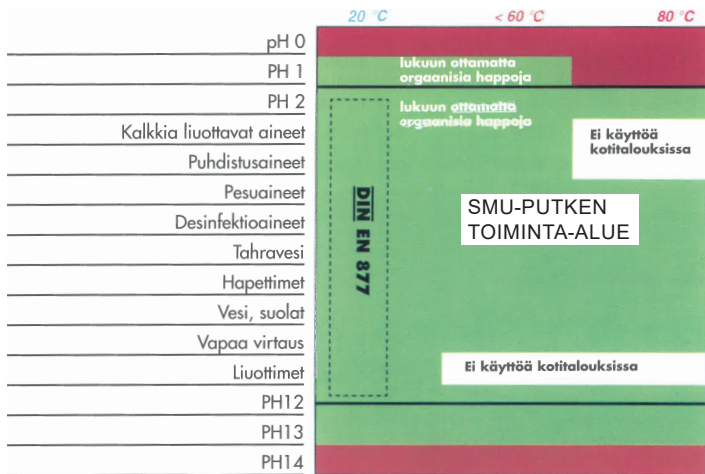 20 °C < 60 °C 80 °C
pH 0
PH 1
lukuun ottamatta
orgaanisia happoja
PH 2
lukuun ottamatta
orgaanisia happoja
Kalkkia liuottavat aineet
Ei käyttöä
kotitalouksissa
Puhdistusaineet
Pesuaineet
Desinfektioaineet
SMU-PUTKEN
TOIMINTA-ALUE
DIN EN 877
Tahravesi
Hapettimet
Vesi, suolat
Vapaa virtaus
Liuottimet
Ei käyttöä kotitalouksissa
PH12
PH13
PH14